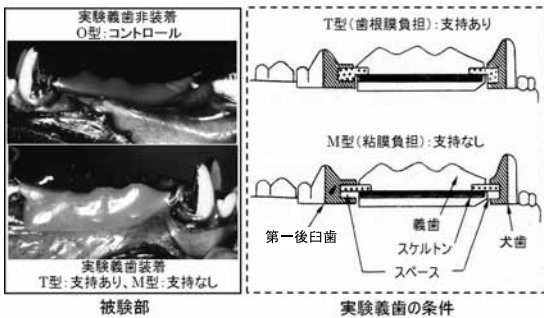 実験義歯非装着
O型:コントロール
実験義歯装着
T型:支持あり、M型:支持なし
被験部
T型(歯根膜負担):支持あり
M型(粘膜負担):支持なし
義歯
第一後臼歯
スケルトン
犬歯
スペース
実験義歯の条件